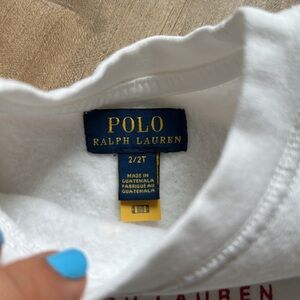 POLO
RALPH LAUREN
2/2T
MADE IN
GUATEMALA
FABRIQUÉ AU
GUATEMALA
LAUREN